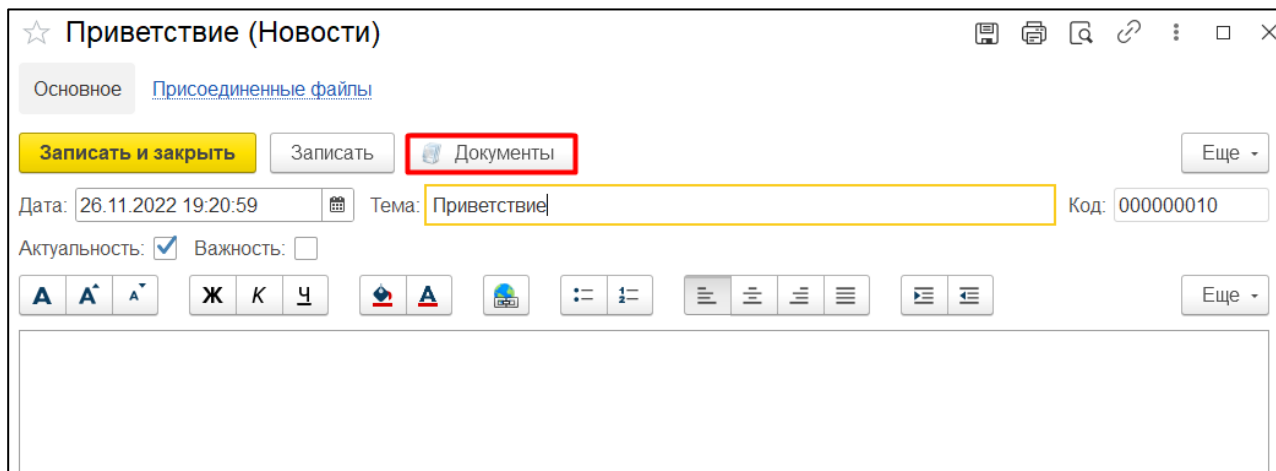 Приветствие (Новости)
Основное Присоединенные файлы
Записать и закрыть Записать Документы Еще
Дата: 26.11.2022 19:20:59 Тема: Приветствие Код: 000000010
Актуальность: Важность:
А А А Ж К Ч А Еще